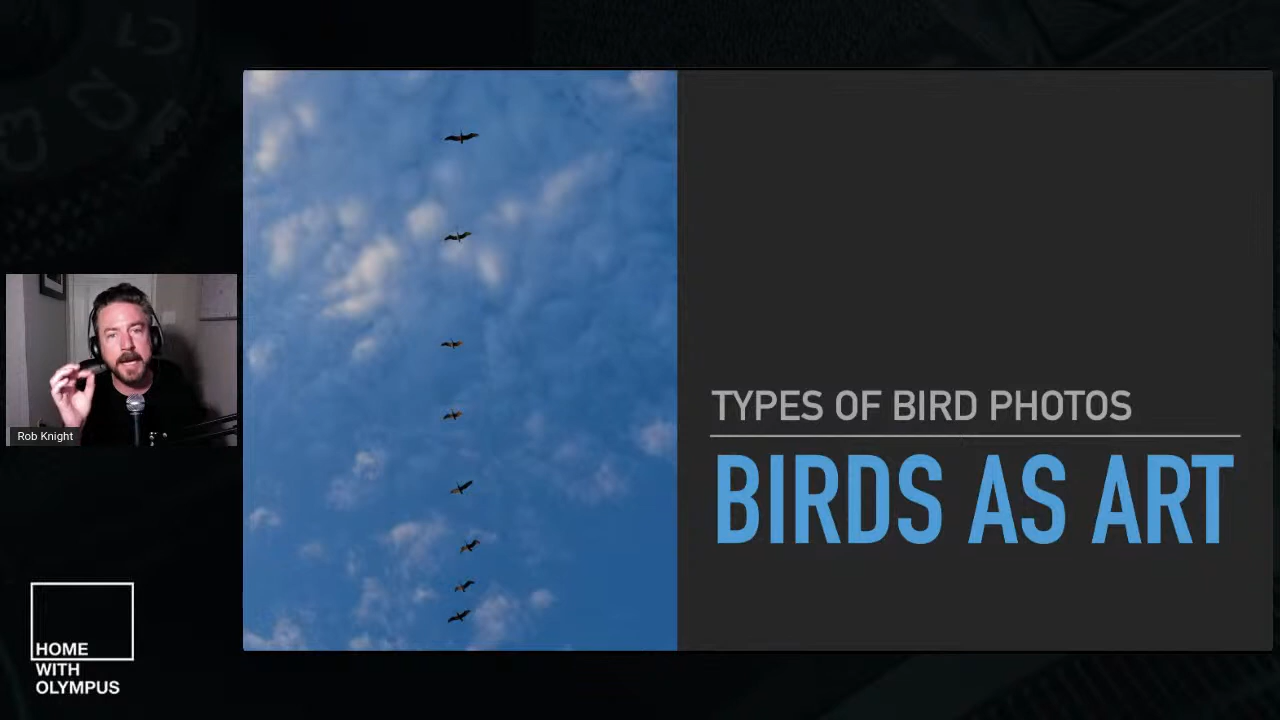 TYPES OF BIRD PHOTOS
BIRDS AS ART
Rob Knight
HOME
WITH
OLYMPUS